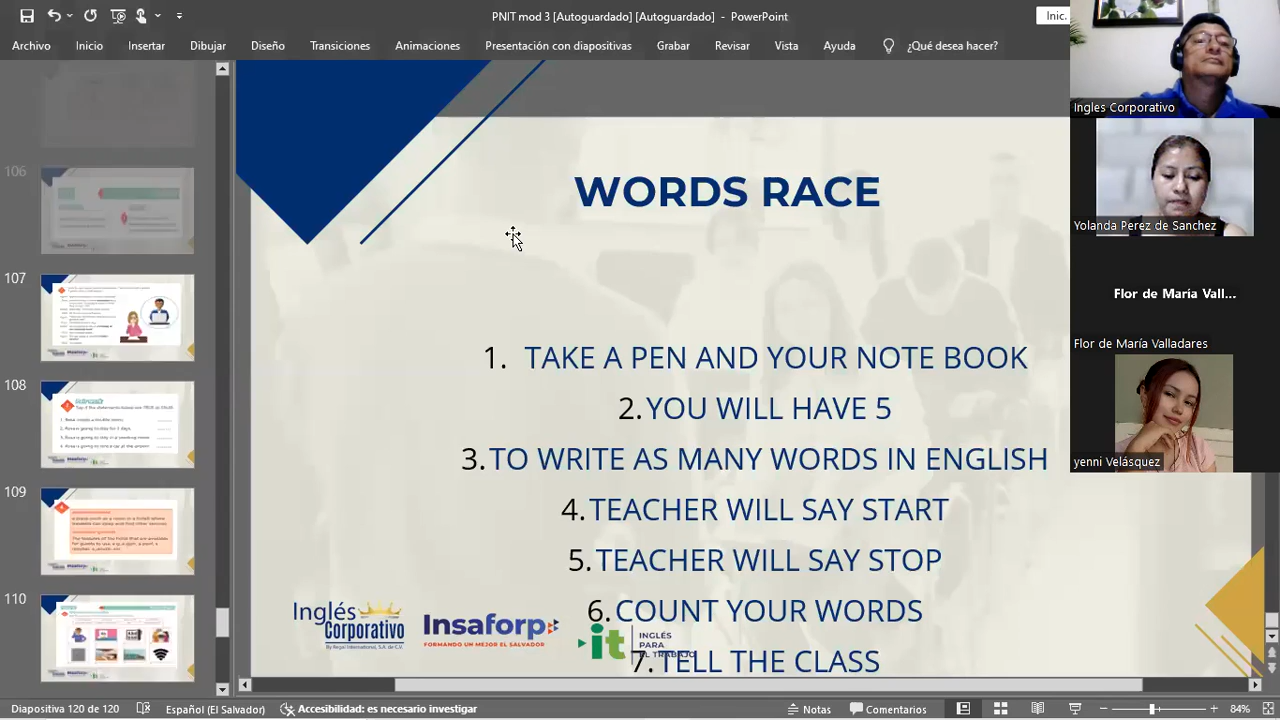 PNIT mod 3 [Autoguardado] [Autoguardado] - PowerPoint
Inic.
Archivo Inicio Insertar Dibujar Diseño Transiciones Animaciones Presentación con diapositivas Grabar Revisar Vista Ayuda ¿Qué desea hacer?
106
107
108
109
110
WORDS RACE
1. TAKE A PEN AND YOUR NOTE BOOK
2. YOU WILL HAVE 5
3. TO WRITE AS MANY WORDS IN ENGLISH
4. TEACHER WILL SAY START
5. TEACHER WILL SAY STOP
6. COUNT YOUR WORDS
7. TELL THE CLASS
Inglés
Corporativo
By Regal International, S.A. de C.V.
Insaforp
FORMANDO UN MEJOR EL SALVADOR
it
INGLÉS
PARA
EL TRABAJO
Ingles Corporativo
Yolanda Perez de Sanchez
Flor de María Vall...
Flor de María Valladares
yenni Velásquez
Diapositiva 120 de 120 Español (El Salvador) Accesibilidad: es necesario investigar Notas Comentarios 84%